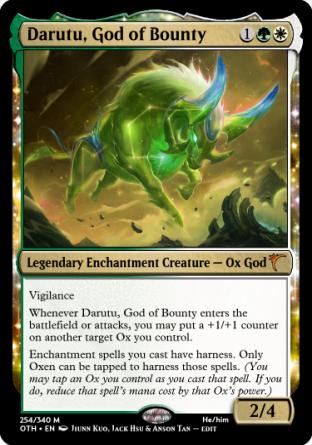 Darutu, God of Bounty 1
Legendary Enchantment Creature — Ox God
Vigilance
Whenever Darutu, God of Bounty enters the
battlefield or attacks, you may put a +1/+1 counter
on another target Ox you control.
Enchantment spells you cast have harness. Only
Oxen can be tapped to harness those spells. (You may
tap an Ox you control as you cast that spell. If you
do, reduce that spell's mana cost by that Ox's power.)
2/4
254/340 M He/him
OTH • EN JIUNN KUO, JACK HSU & ANSON TAN — EDIT